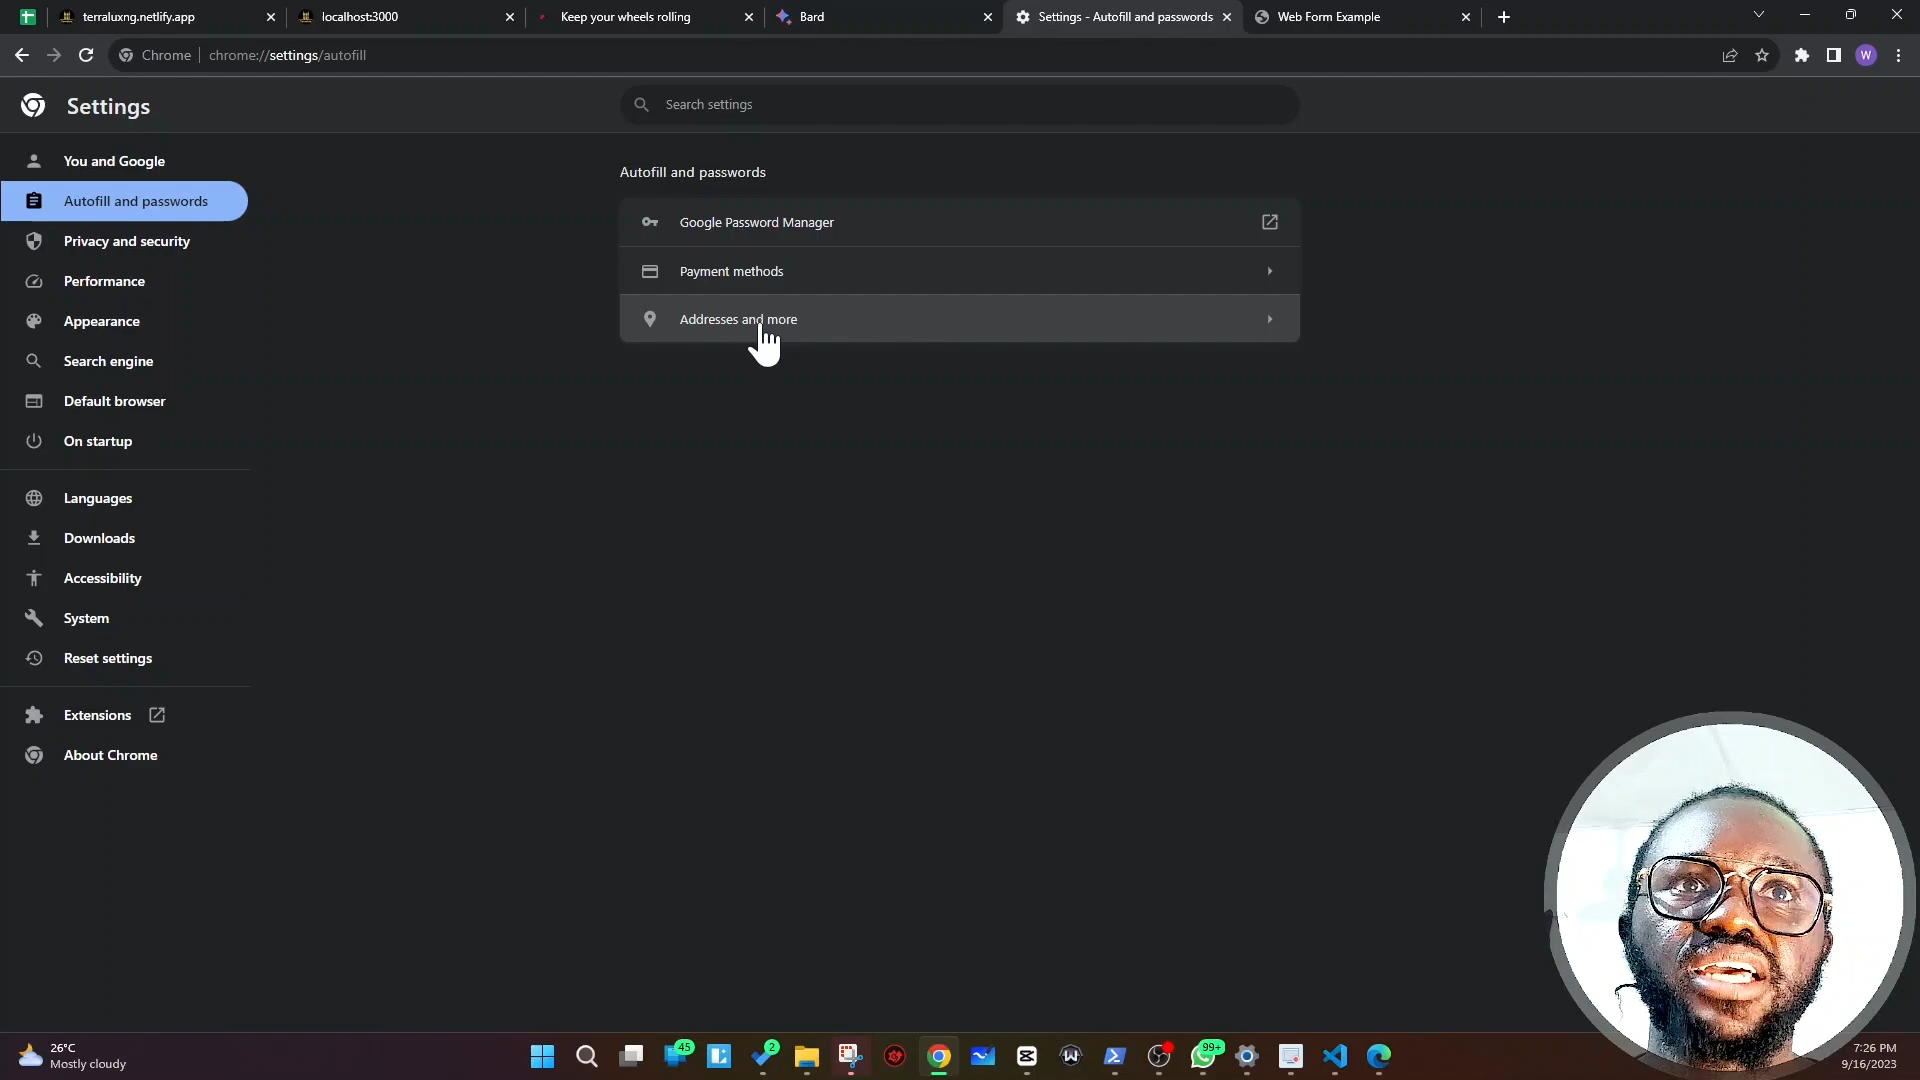 terraluxng.netlify.app
localhost:3000
Keep your wheels rolling
Bard
Settings - Autofill and passwords
Web Form Example
Chrome
chrome://settings/autofill
W
Settings
Search settings
You and Google
Autofill and passwords
Privacy and security
Performance
Appearance
Search engine
Default browser
On startup
Languages
Downloads
Accessibility
System
Reset settings
Extensions
About Chrome
Autofill and passwords
Google Password Manager
Payment methods
Addresses and more
26°C
Mostly cloudy
45
2
99+
7:26 PM
9/16/2023